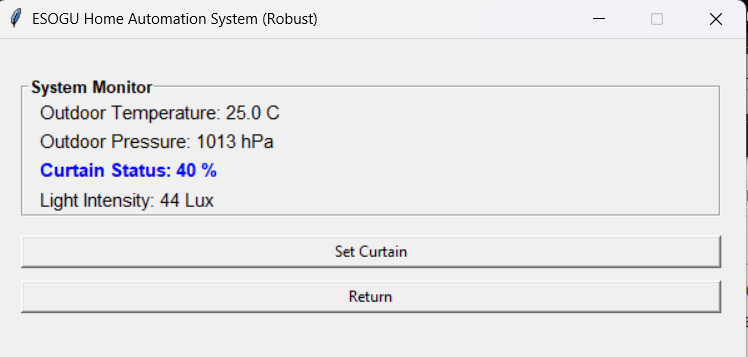 ESOGU Home Automation System (Robust)
System Monitor
Outdoor Temperature: 25.0 C
Outdoor Pressure: 1013 hPa
Curtain Status: 40 %
Light Intensity: 44 Lux
Set Curtain
Return